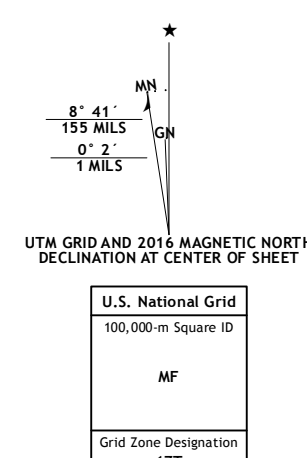 ★
MN
8° 41´
155 MILS
GN
0° 2´
1 MILS
UTM GRID AND 2016 MAGNETIC NORTH
DECLINATION AT CENTER OF SHEET
U.S. National Grid
100,000-m Square ID
MF
Grid Zone Designation